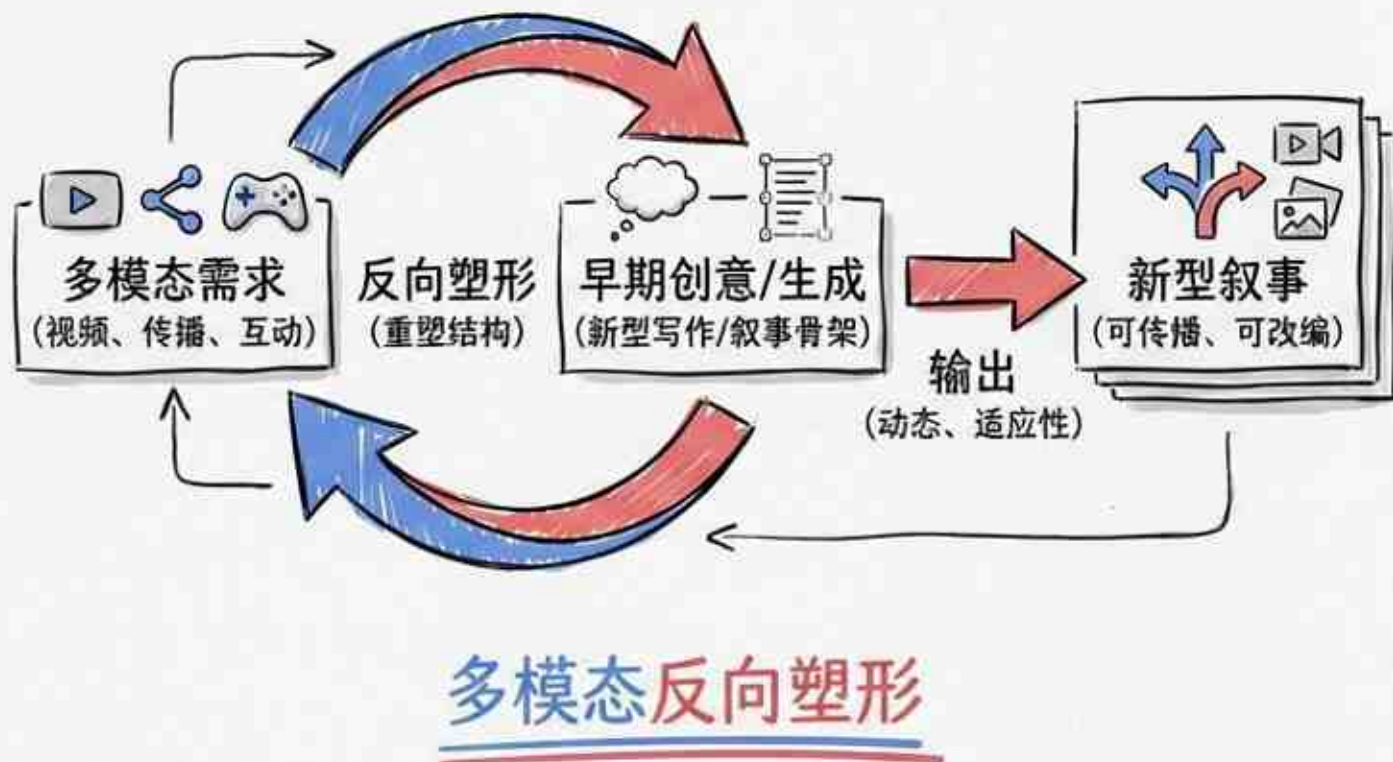 多模态需求
(视频、传播、互动)
反向塑形
(重塑结构)
早期创意/生成
(新型写作/叙事骨架)
输出
(动态、适应性)
新型叙事
(可传播、可改编)
多模态反向塑形